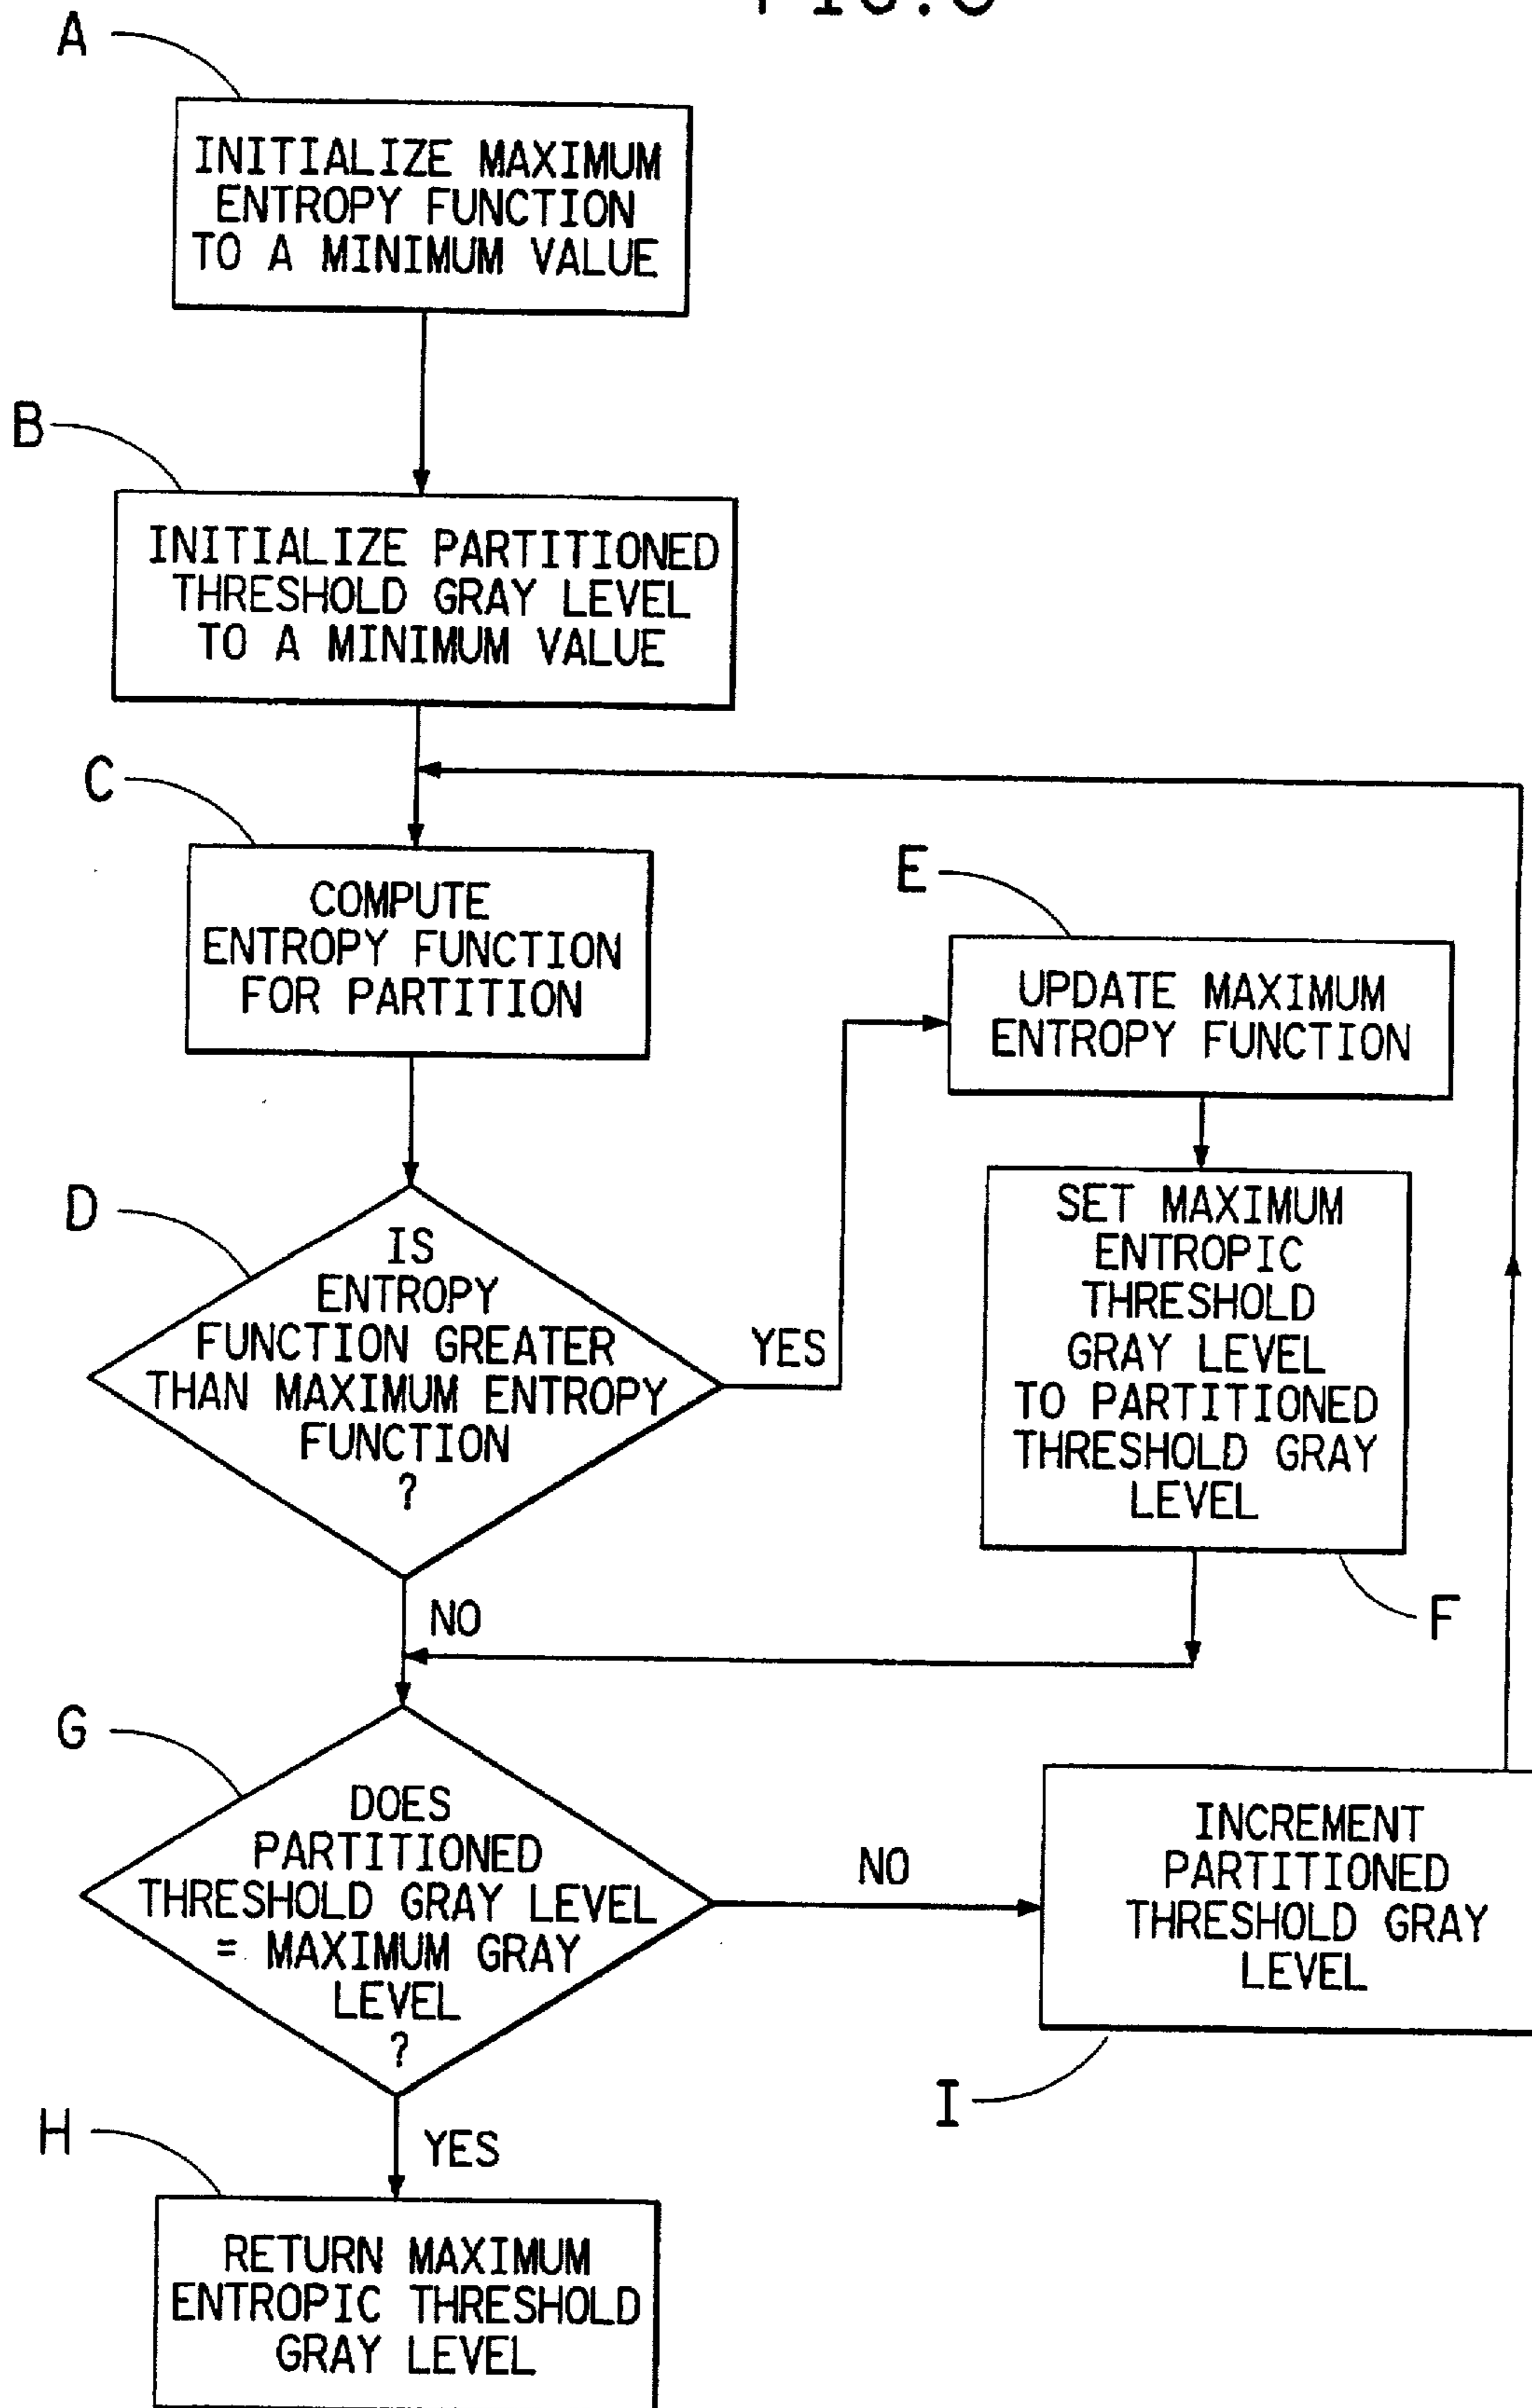 A
INITIALIZE MAXIMUM
ENTROPY FUNCTION
TO A MINIMUM VALUE
B
INITIALIZE PARTITIONED
THRESHOLD GRAY LEVEL
TO A MINIMUM VALUE
C
COMPUTE
ENTROPY FUNCTION
FOR PARTITION
D
IS
ENTROPY
FUNCTION GREATER
THAN MAXIMUM ENTROPY
FUNCTION
?
YES
NO
E
UPDATE MAXIMUM
ENTROPY FUNCTION
SET MAXIMUM
ENTROPIC
THRESHOLD
GRAY LEVEL
TO PARTITIONED
THRESHOLD GRAY
LEVEL
F
G
DOES
PARTITIONED
THRESHOLD GRAY LEVEL
= MAXIMUM GRAY
LEVEL
?
NO
YES
INCREMENT
PARTITIONED
THRESHOLD GRAY
LEVEL
I
H
RETURN MAXIMUM
ENTROPIC THRESHOLD
GRAY LEVEL